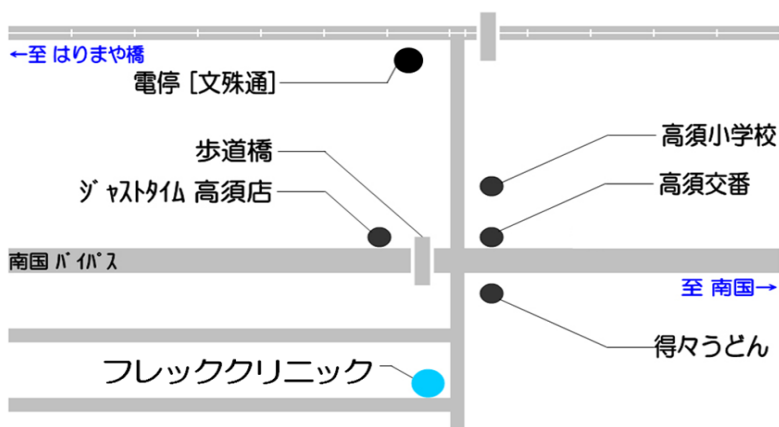 ←至 はりまや橋
電停 [文殊通]
歩道橋
高須小学校
ｼﾞｬｽﾄﾀｲﾑ 高須店
高須交番
南国 ﾊﾞｲﾊﾟｽ
至 南国→
得々うどん
フレッククリニック